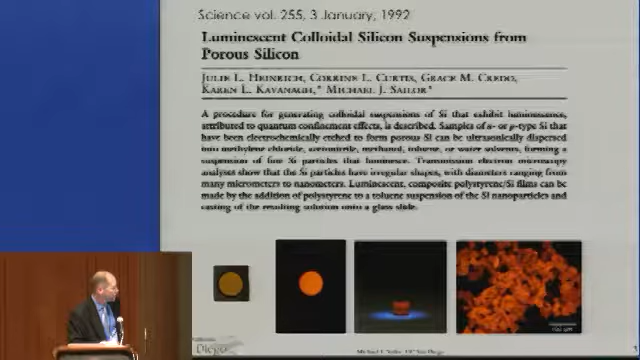 Science vol. 255, 3 January, 1992
Luminescent Colloidal Silicon Suspensions from
Porous Silicon
JULIE L. HEINRICH, CORRINE L. CURTIS, GRACE M. CREDO,
KAREN L. KAVANAGH,* MICHAEL J. SAILOR*
A procedure for generating colloidal suspensions of Si that exhibit luminescence,
attributed to quantum confinement effects, is described. Samples of n- or p-type Si that
have been electrochemically etched to form porous Si can be ultrasonically dispersed
into methylene chloride, acetonitrile, methanol, toluene, or water solvents, forming a
suspension of fine Si particles that luminesce. Transmission electron microscopy
analyses show that the Si particles have irregular shapes, with diameters ranging from
many micrometers to nanometers. Luminescent, composite polystyrene/Si films can be
made by the addition of polystyrene to a toluene suspension of the Si nanoparticles and
casting of the resulting solution onto a glass slide.
Diego
Michael J. Sailor, UC San Diego